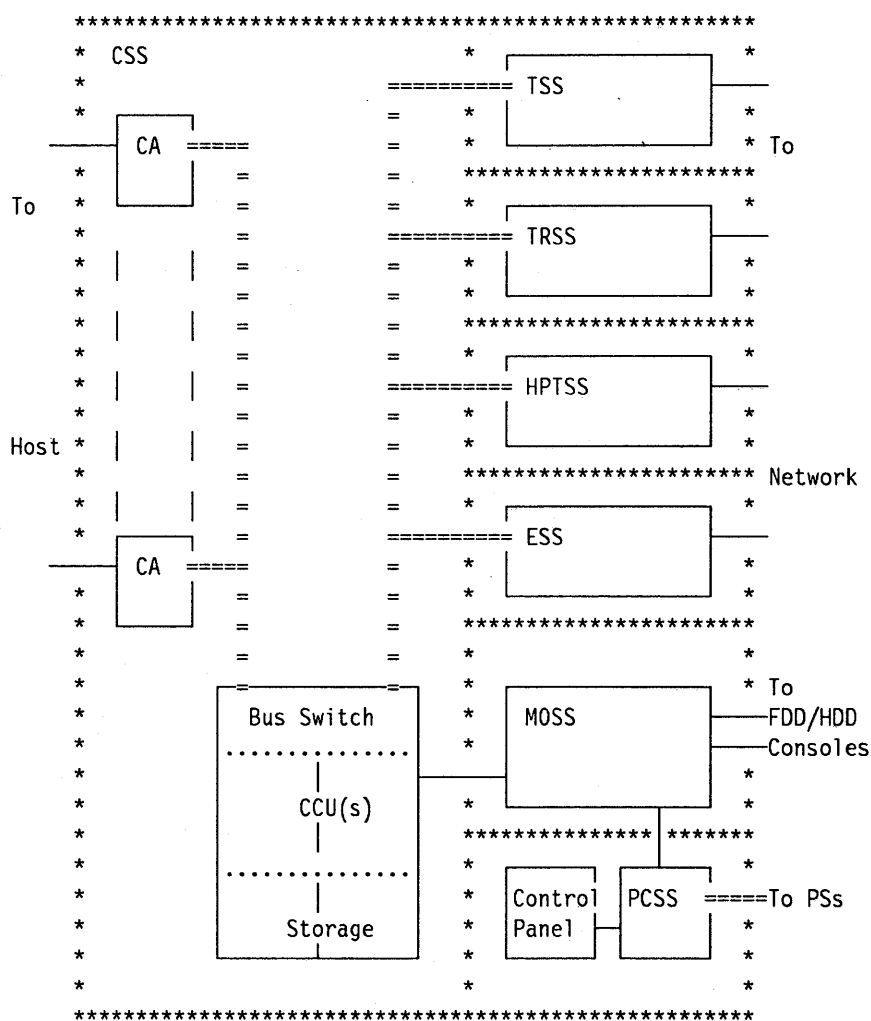 CSS
TSS
CA
To
To
TRSS
HPTSS
Host
Network
ESS
CA
To
Bus Switch
MOSS
FDD/HDD
Consoles
CCU(s)
Control
PCSS
To PSs
Storage
Panel